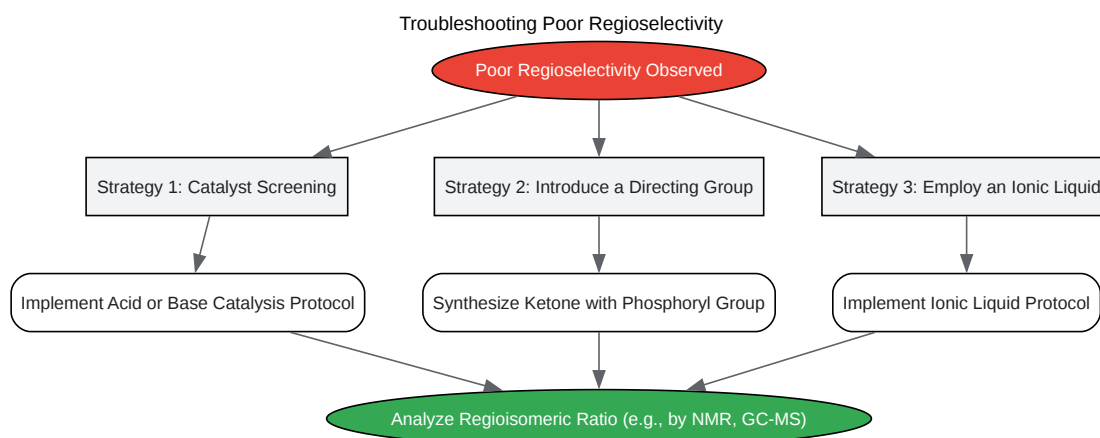 Troubleshooting Poor Regioselectivity
Poor Regioselectivity Observed
Strategy 1: Catalyst Screening
Strategy 2: Introduce a Directing Group
Strategy 3: Employ an Ionic Liquid
Implement Acid or Base Catalysis Protocol
Synthesize Ketone with Phosphoryl Group
Implement Ionic Liquid Protocol
Analyze Regioisomeric Ratio (e.g., by NMR, GC-MS)